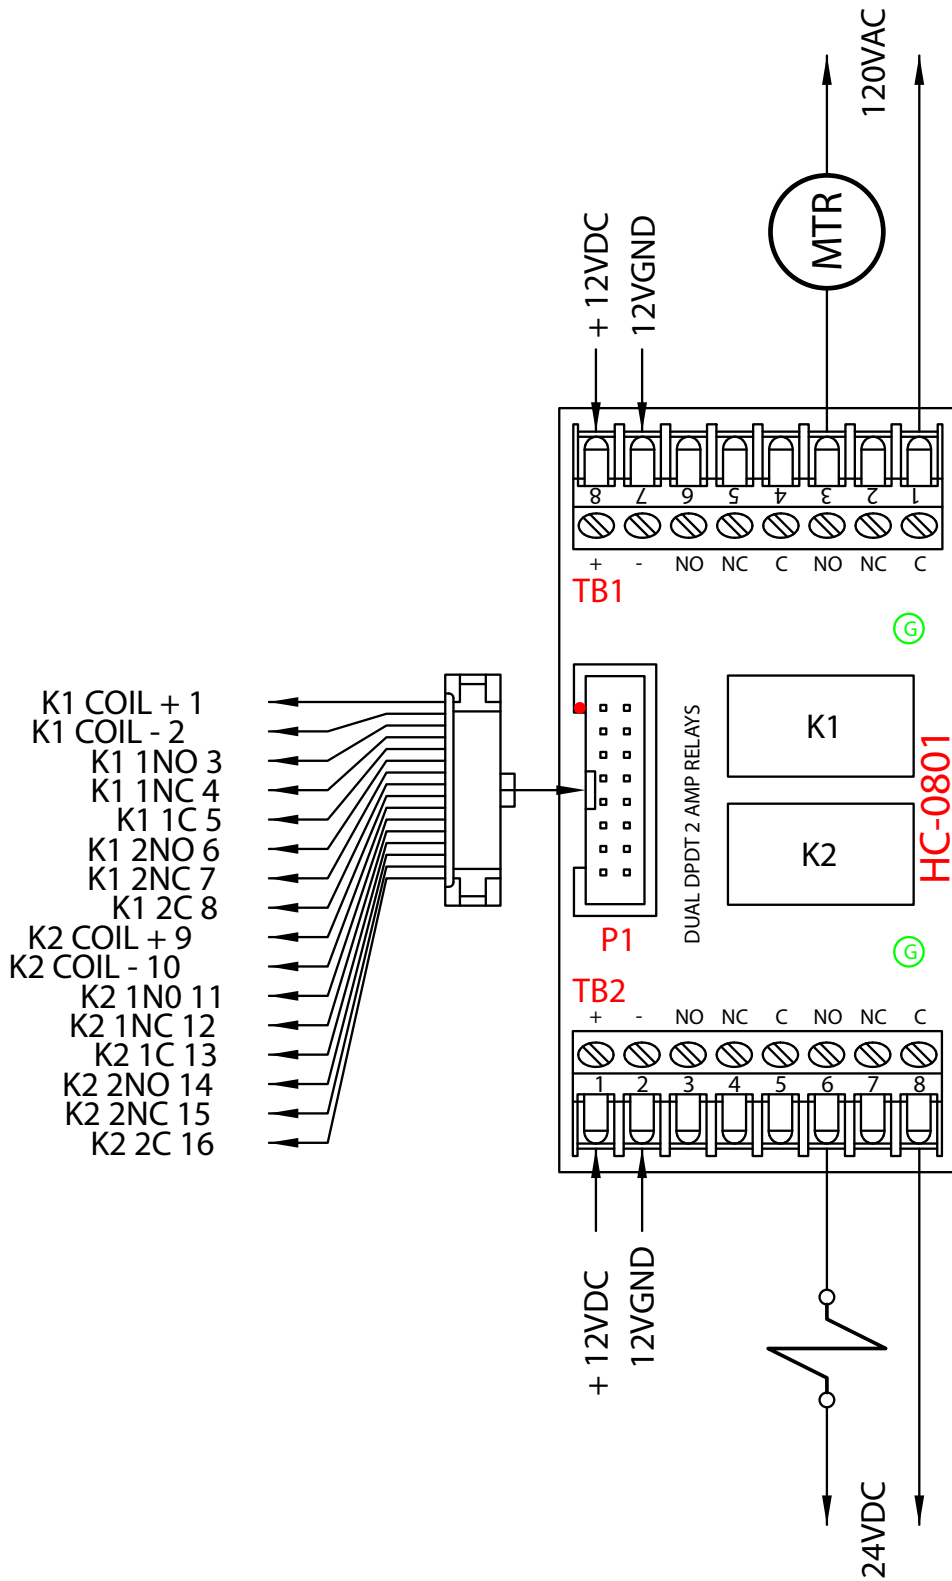 120VAC
MTR
+ 12VDC
12VGND
8 7 6 5 4 3 2 1
+ - NO NC C NO NC C
TB1
G
K1 COIL + 1
K1 COIL - 2
K1 1NO 3
K1 1NC 4
K1 1C 5
K1 2NO 6
K1 2NC 7
K1 2C 8
K2 COIL + 9
K2 COIL - 10
K2 1N0 11
K2 1NC 12
K2 1C 13
K2 2NO 14
K2 2NC 15
K2 2C 16
P1
DUAL DPDT 2 AMP RELAYS
K1
K2
HC-0801
G
TB2
+ - NO NC C NO NC C
1 2 3 4 5 6 7 8
+ 12VDC
12VGND
24VDC